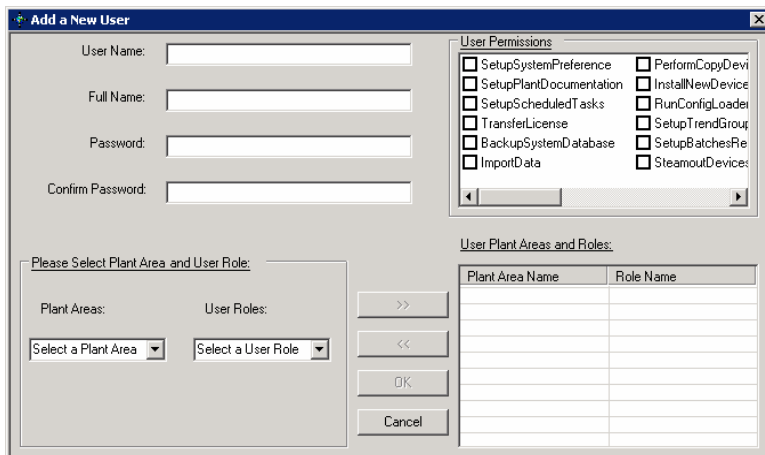 Add a New User
User Name:
Full Name:
Password:
Confirm Password:
User Permissions
SetupSystemPreference
SetupPlantDocumentation
SetupScheduledTasks
TransferLicense
BackupSystemDatabase
ImportData
PerformCopyDevi
InstallNewDevice
RunConfigLoader
SetupTrendGroup
SetupBatchesRe
SteamoutDevices
Please Select Plant Area and User Role:
Plant Areas:
User Roles:
Select a Plant Area
Select a User Role
>>
<<
OK
Cancel
User Plant Areas and Roles:
Plant Area Name
Role Name